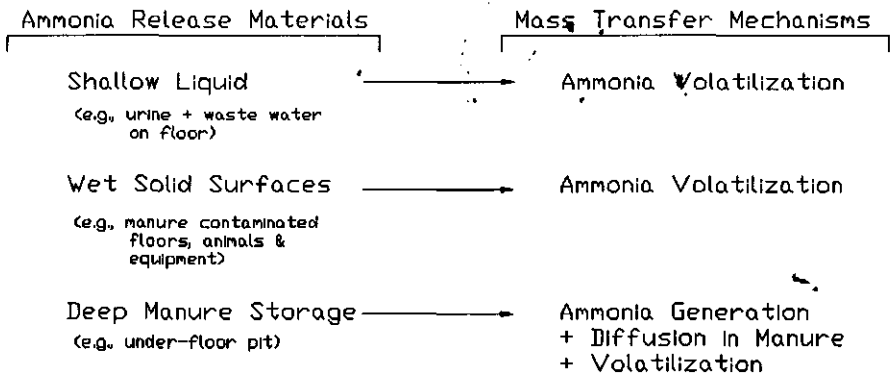 Ammonia Release Materials
Mass Transfer Mechanisms
Shallow Liquid
(e.g., urine + waste water
on floor)
Ammonia Volatilization
Wet Solid Surfaces
(e.g., manure contaminated
floors, animals &
equipment)
Ammonia Volatilization
Deep Manure Storage
(e.g., under-floor pit)
Ammonia Generation
+ Diffusion in Manure
+ Volatilization